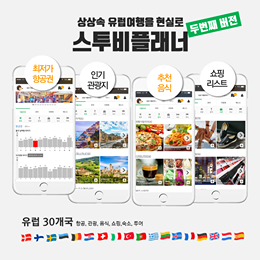 상상속 유럽여행을 현실로
스투비플래너
두번째 버전
최저가
항공권
인기
관광지
추천
음식
쇼핑
리스트
유럽 30개국 항공, 관광, 음식, 쇼핑, 숙소, 투어